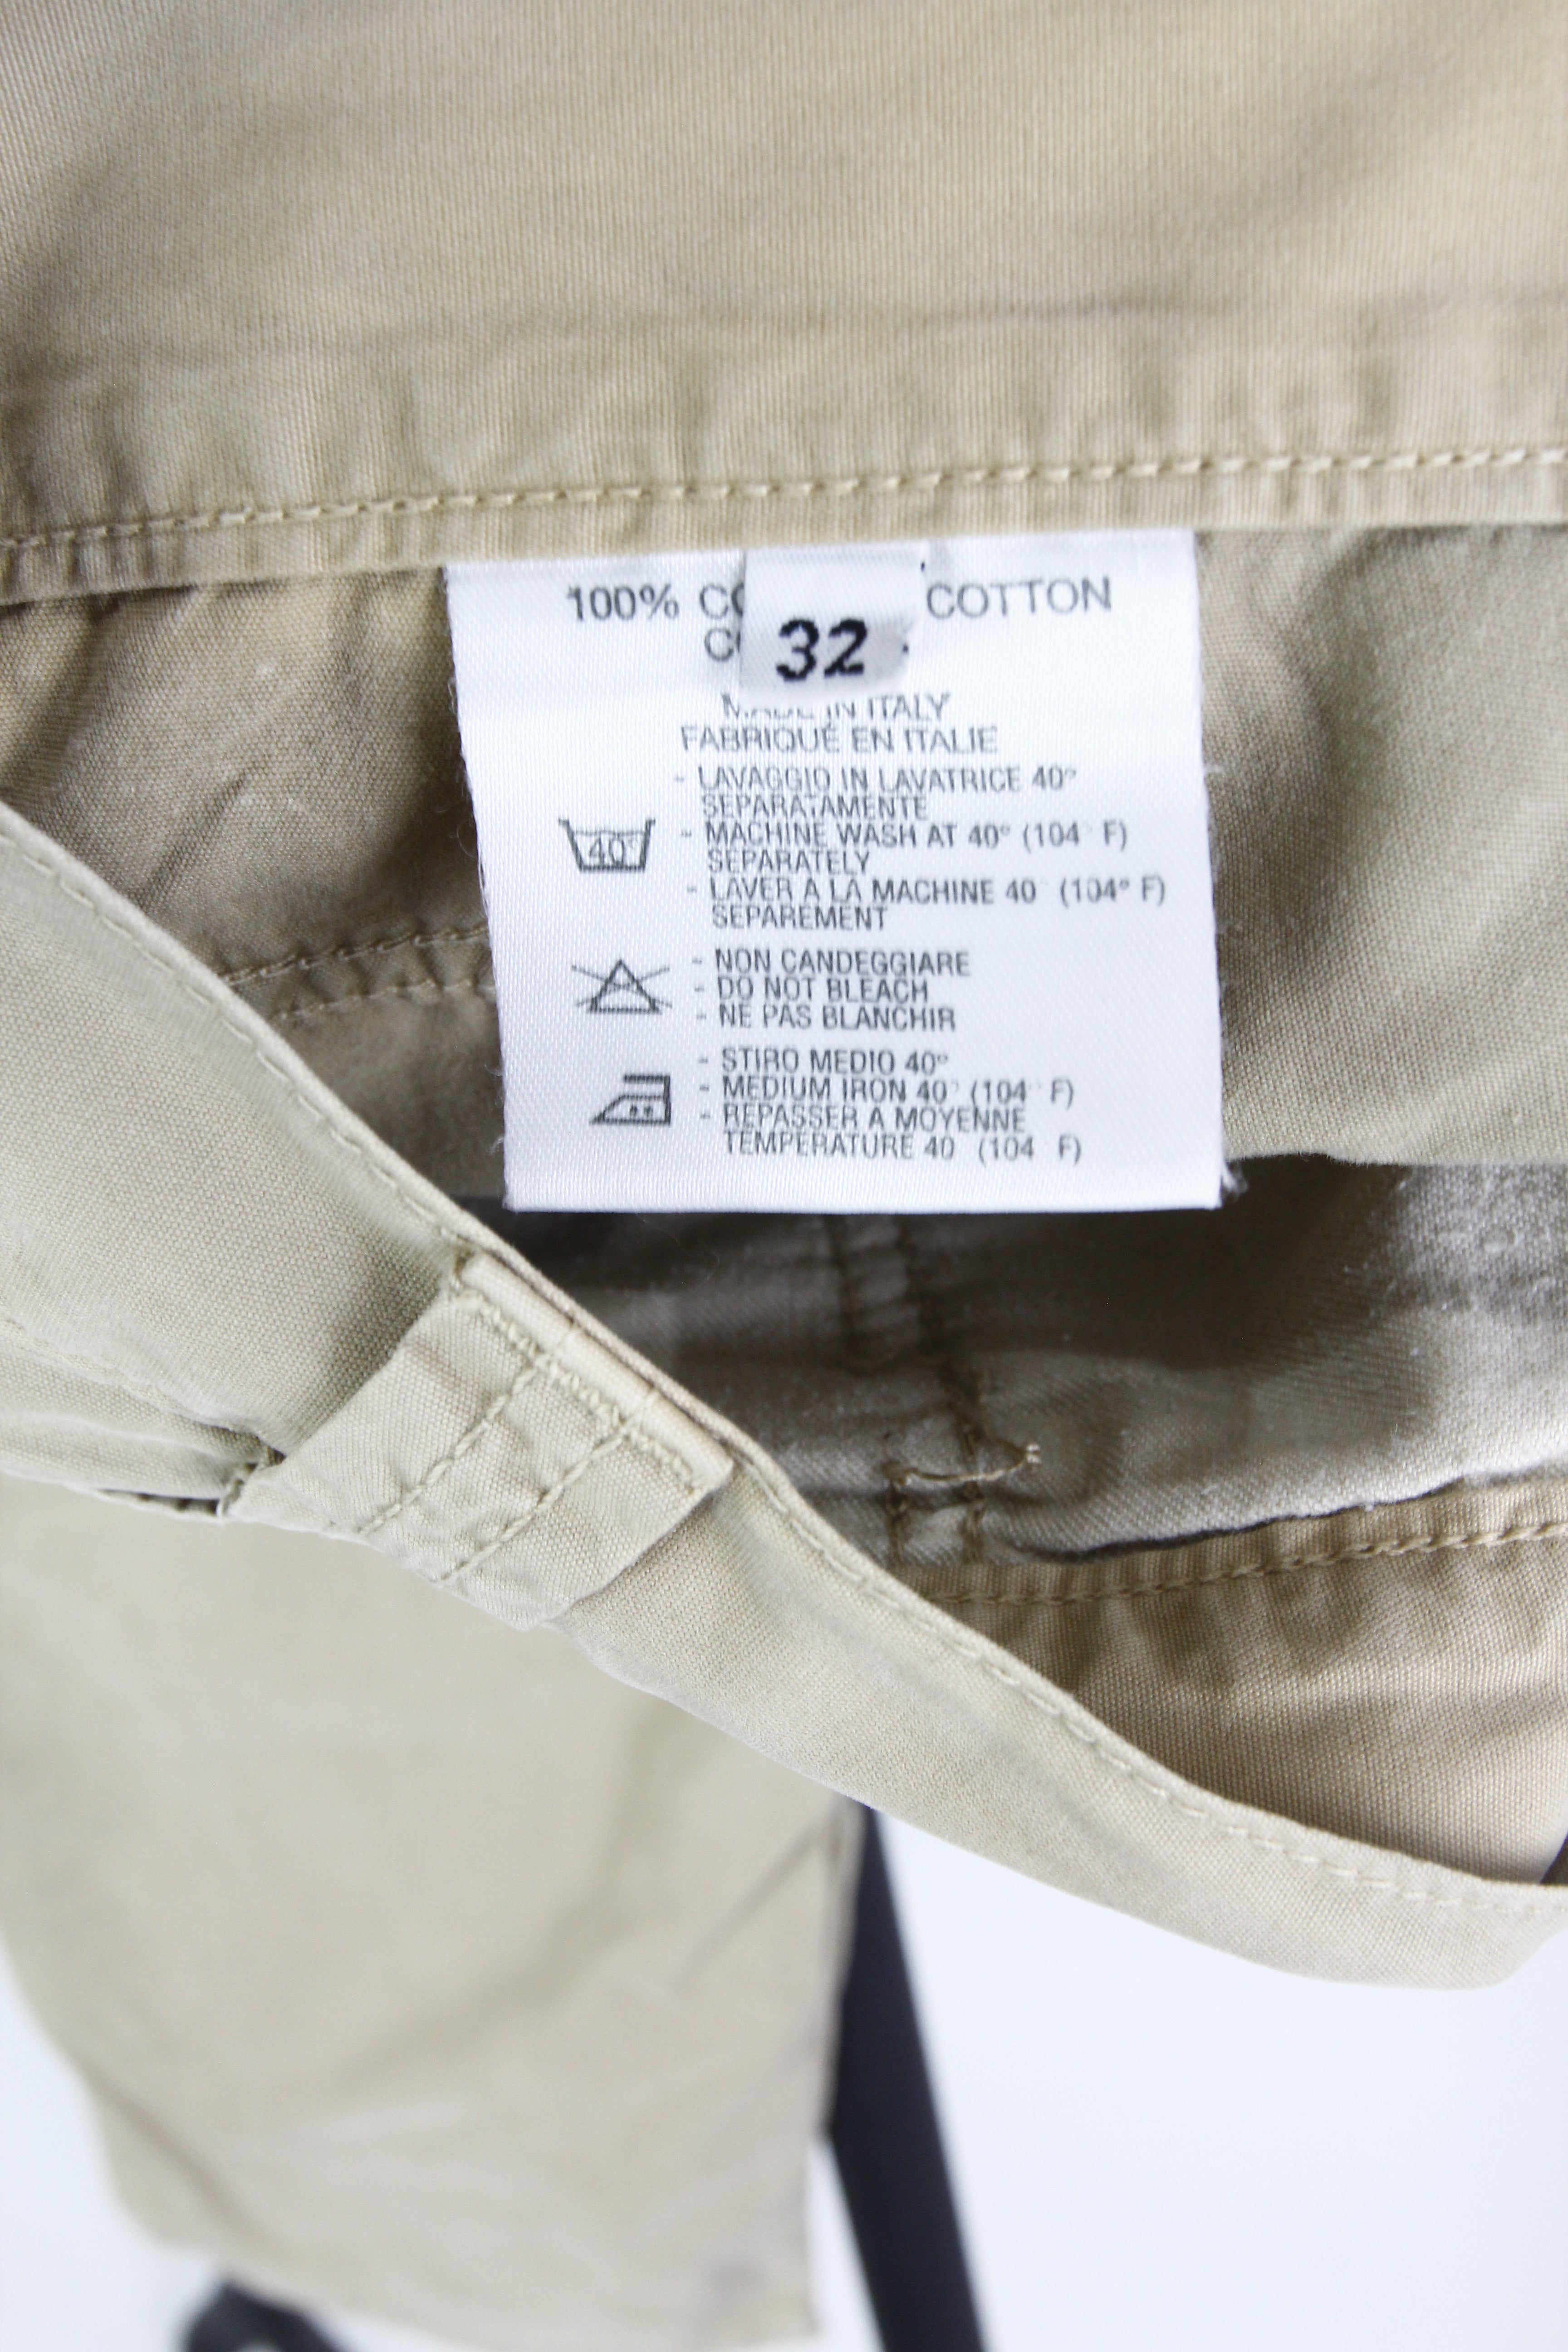 100% CO COTTON
CO
32
MADE IN ITALY
FABRIQUÉ EN ITALIE
- LAVAGGIO IN LAVATRICE 40°
SEPARATAMENTE
40°
- MACHINE WASH AT 40° (104° F)
SEPARATELY
- LAVER A LA MACHINE 40° (104° F)
SEPAREMENT
- NON CANDEGGIARE
- DO NOT BLEACH
- NE PAS BLANCHIR
- STIRO MEDIO 40°
- MEDIUM IRON 40° (104° F)
- REPASSER A MOYENNE
TEMPERATURE 40 (104 F)